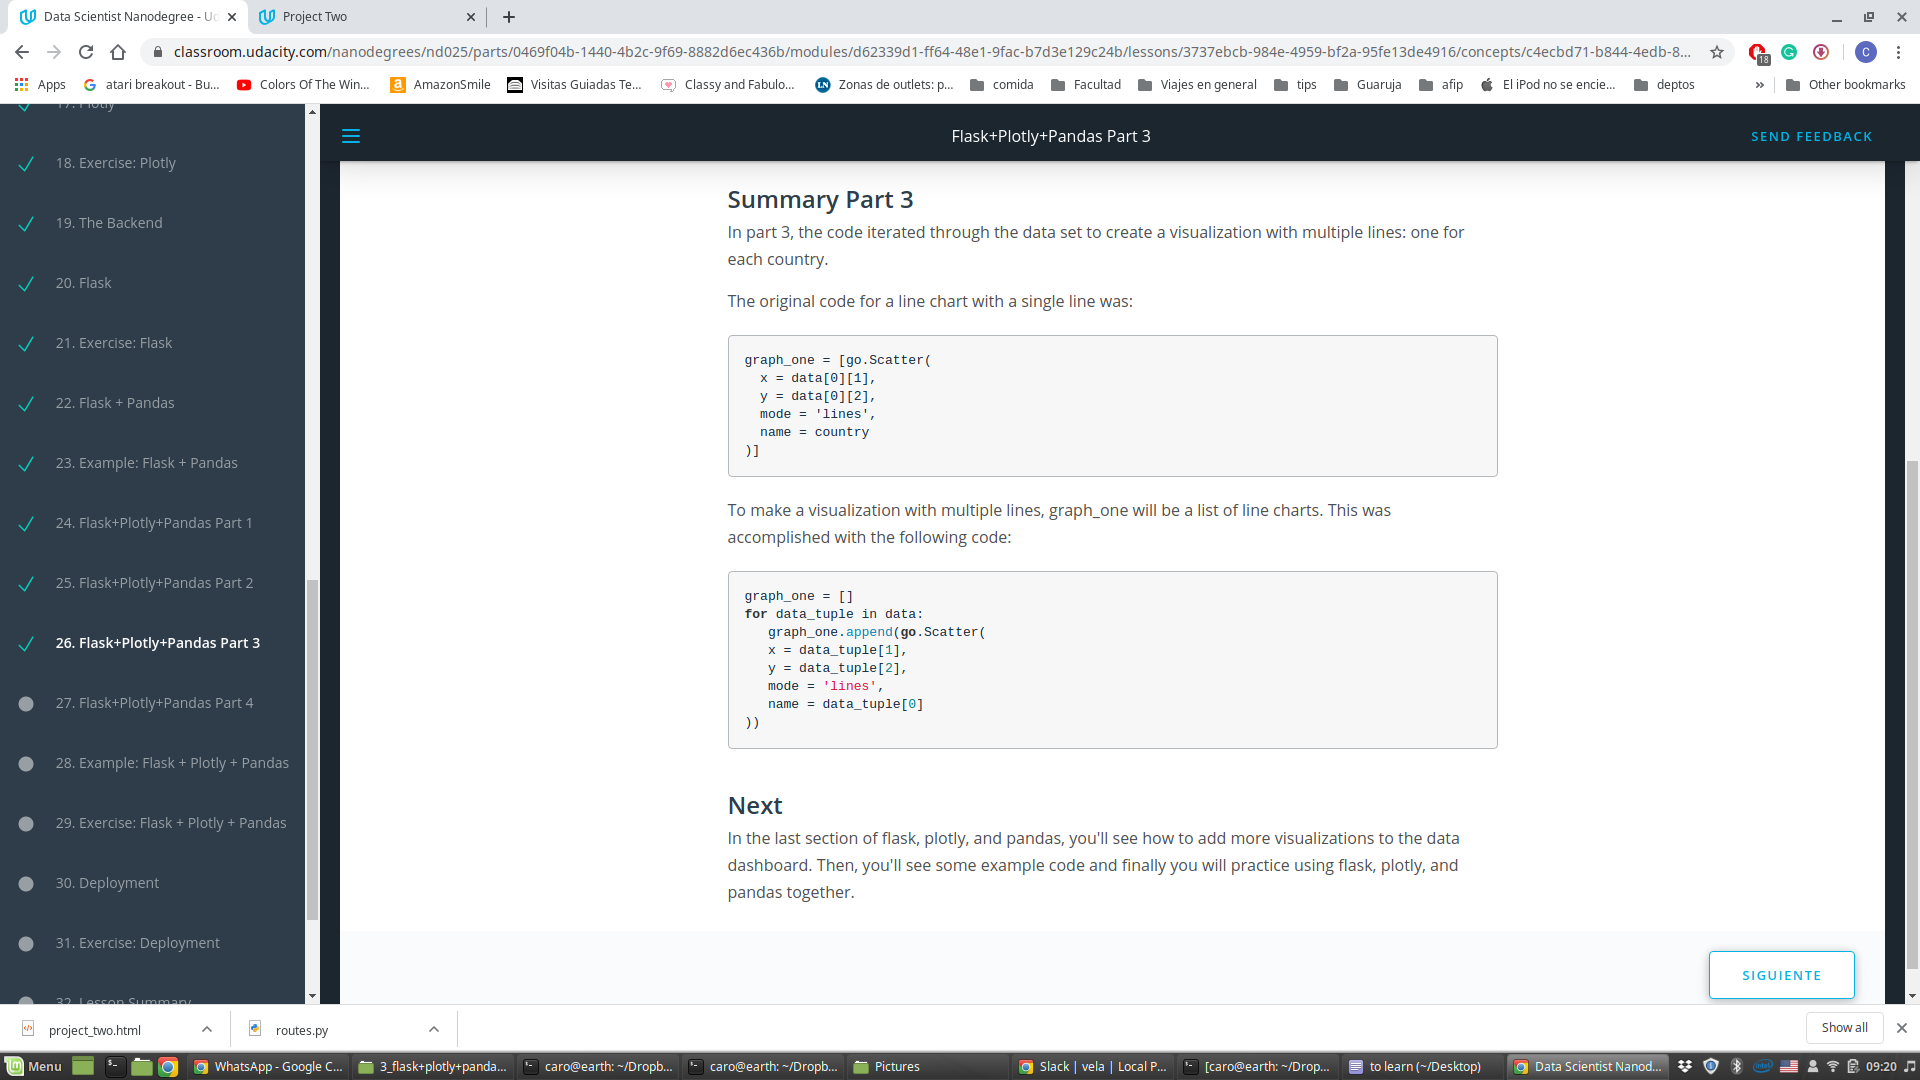 Data Scientist Nanodegree - Ud
Project Two
classroom.udacity.com/nanodegrees/nd025/parts/0469f04b-1440-4b2c-9f69-8882d6ec436b/modules/d62339d1-ff64-48e1-9fac-b7d3e129c24b/lessons/3737ebcb-984e-4959-bf2a-95fe13de4916/concepts/c4ecbd71-b844-4edb-8...
18
C
Apps
atari breakout - Bu...
Colors Of The Win...
AmazonSmile
Visitas Guiadas Te...
Classy and Fabulo...
Zonas de outlets: p...
comida
Facultad
Viajes en general
tips
Guaruja
afip
El iPod no se encie...
deptos
»
Other bookmarks
17. Plotly
18. Exercise: Plotly
19. The Backend
20. Flask
21. Exercise: Flask
22. Flask + Pandas
23. Example: Flask + Pandas
24. Flask+Plotly+Pandas Part 1
25. Flask+Plotly+Pandas Part 2
26. Flask+Plotly+Pandas Part 3
27. Flask+Plotly+Pandas Part 4
28. Example: Flask + Plotly + Pandas
29. Exercise: Flask + Plotly + Pandas
30. Deployment
31. Exercise: Deployment
32. Lesson Summary
Flask+Plotly+Pandas Part 3
SEND FEEDBACK
Summary Part 3
In part 3, the code iterated through the data set to create a visualization with multiple lines: one for
each country.
The original code for a line chart with a single line was:
graph_one = [go.Scatter(
  x = data[0][1],
  y = data[0][2],
  mode = 'lines',
  name = country
)]
To make a visualization with multiple lines, graph_one will be a list of line charts. This was
accomplished with the following code:
graph_one = []
for data_tuple in data:
   graph_one.append(go.Scatter(
   x = data_tuple[1],
   y = data_tuple[2],
   mode = 'lines',
   name = data_tuple[0]
))
Next
In the last section of flask, plotly, and pandas, you'll see how to add more visualizations to the data
dashboard. Then, you'll see some example code and finally you will practice using flask, plotly, and
pandas together.
SIGUIENTE
project_two.html
routes.py
Show all
Menu
WhatsApp - Google C...
3_flask+plotly+panda...
caro@earth: ~/Dropb...
caro@earth: ~/Dropb...
Pictures
Slack | vela | Local P...
[caro@earth: ~/Drop...
to learn (~/Desktop)
Data Scientist Nanod...
09:20